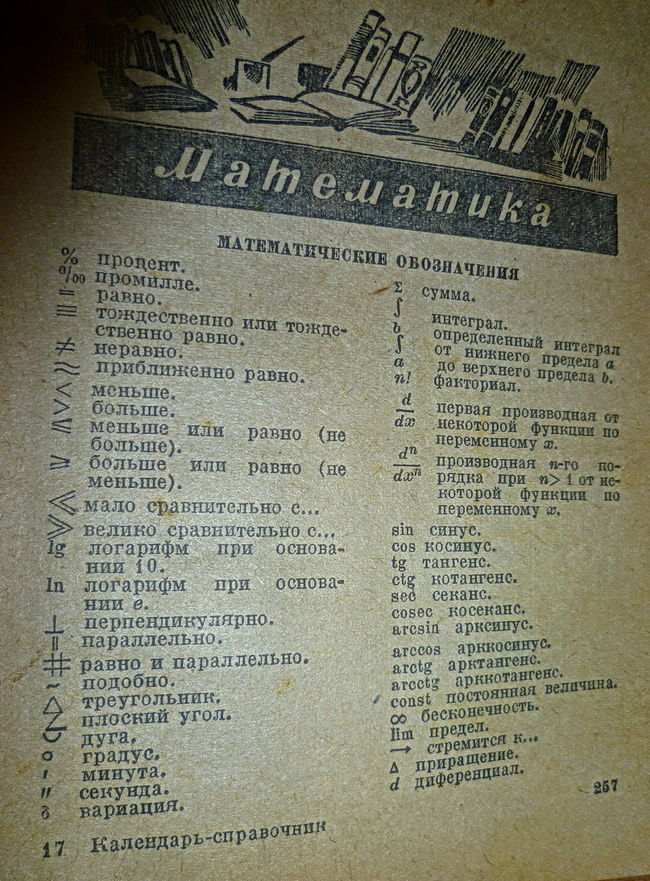 Математика
МАТЕМАТИЧЕСКИЕ ОБОЗНАЧЕНИЯ
% процент.
‰ промилле.
= равно.
≡ тождественно или тожде-
ственно равно.
≠ неравно.
≈ приближенно равно.
< меньше.
> больше.
≤ меньше или равно (не
больше).
≥ больше или равно (не
меньше).
≪ мало сравнительно с...
≫ велико сравнительно с...
lg логарифм при основа-
нии 10.
ln логарифм при основа-
нии e.
⊥ перпендикулярно.
∥ параллельно.
⋕ равно и параллельно.
~ подобно.
△ треугольник.
∠ плоский угол.
◡ дуга.
° градус.
′ минута.
″ секунда.
δ вариация.
Σ сумма.
∫ интеграл.
b
∫ определенный интеграл
a от нижнего предела a
до верхнего предела b.
n! факториал.
d
dx первая производная от
некоторой функции по
переменному x.
dⁿ
dxⁿ производная n-го по-
рядка при n> 1 от не-
которой функции по
переменному x.
sin синус.
cos косинус.
tg тангенс.
ctg котангенс.
sec секанс.
cosec косеканс.
arcsin арксинус.
arccos арккосинус.
arctg арктангенс.
arcctg арккотангенс.
const постоянная величина.
∞ бесконечность.
lim предел.
→ стремится к...
Δ приращение.
d диференциал.
17 Календарь-справочник
257